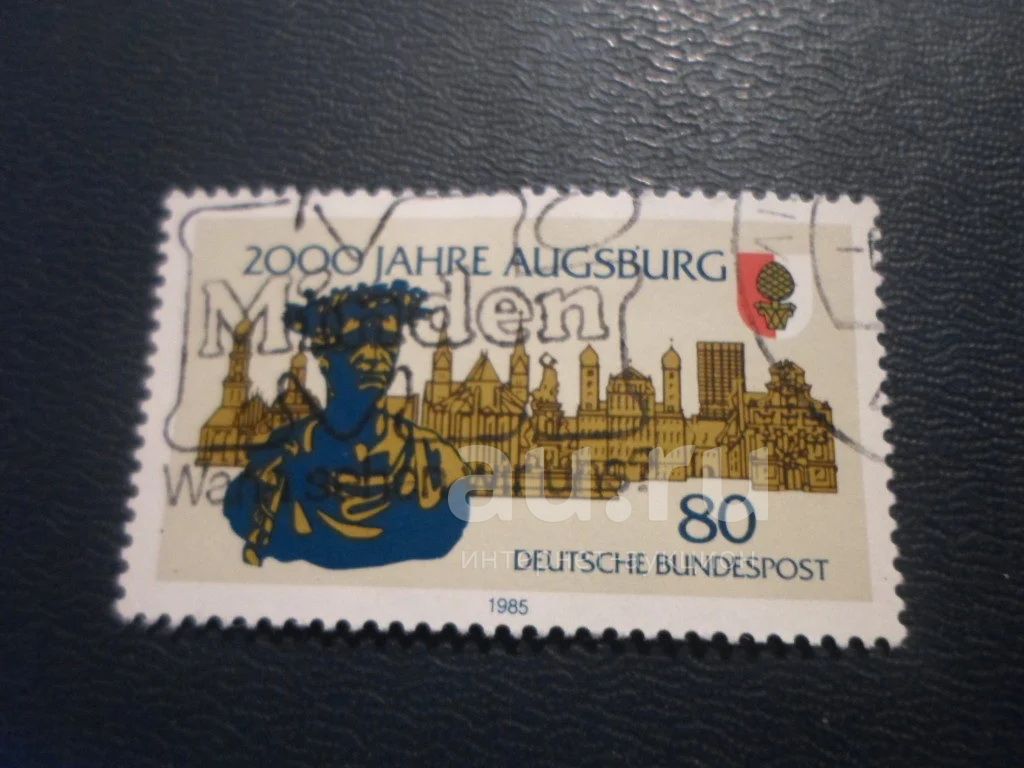 2000 JAHRE AUGSBURG
Minden
au.ru
80
DEUTSCHE BUNDESPOST
1985